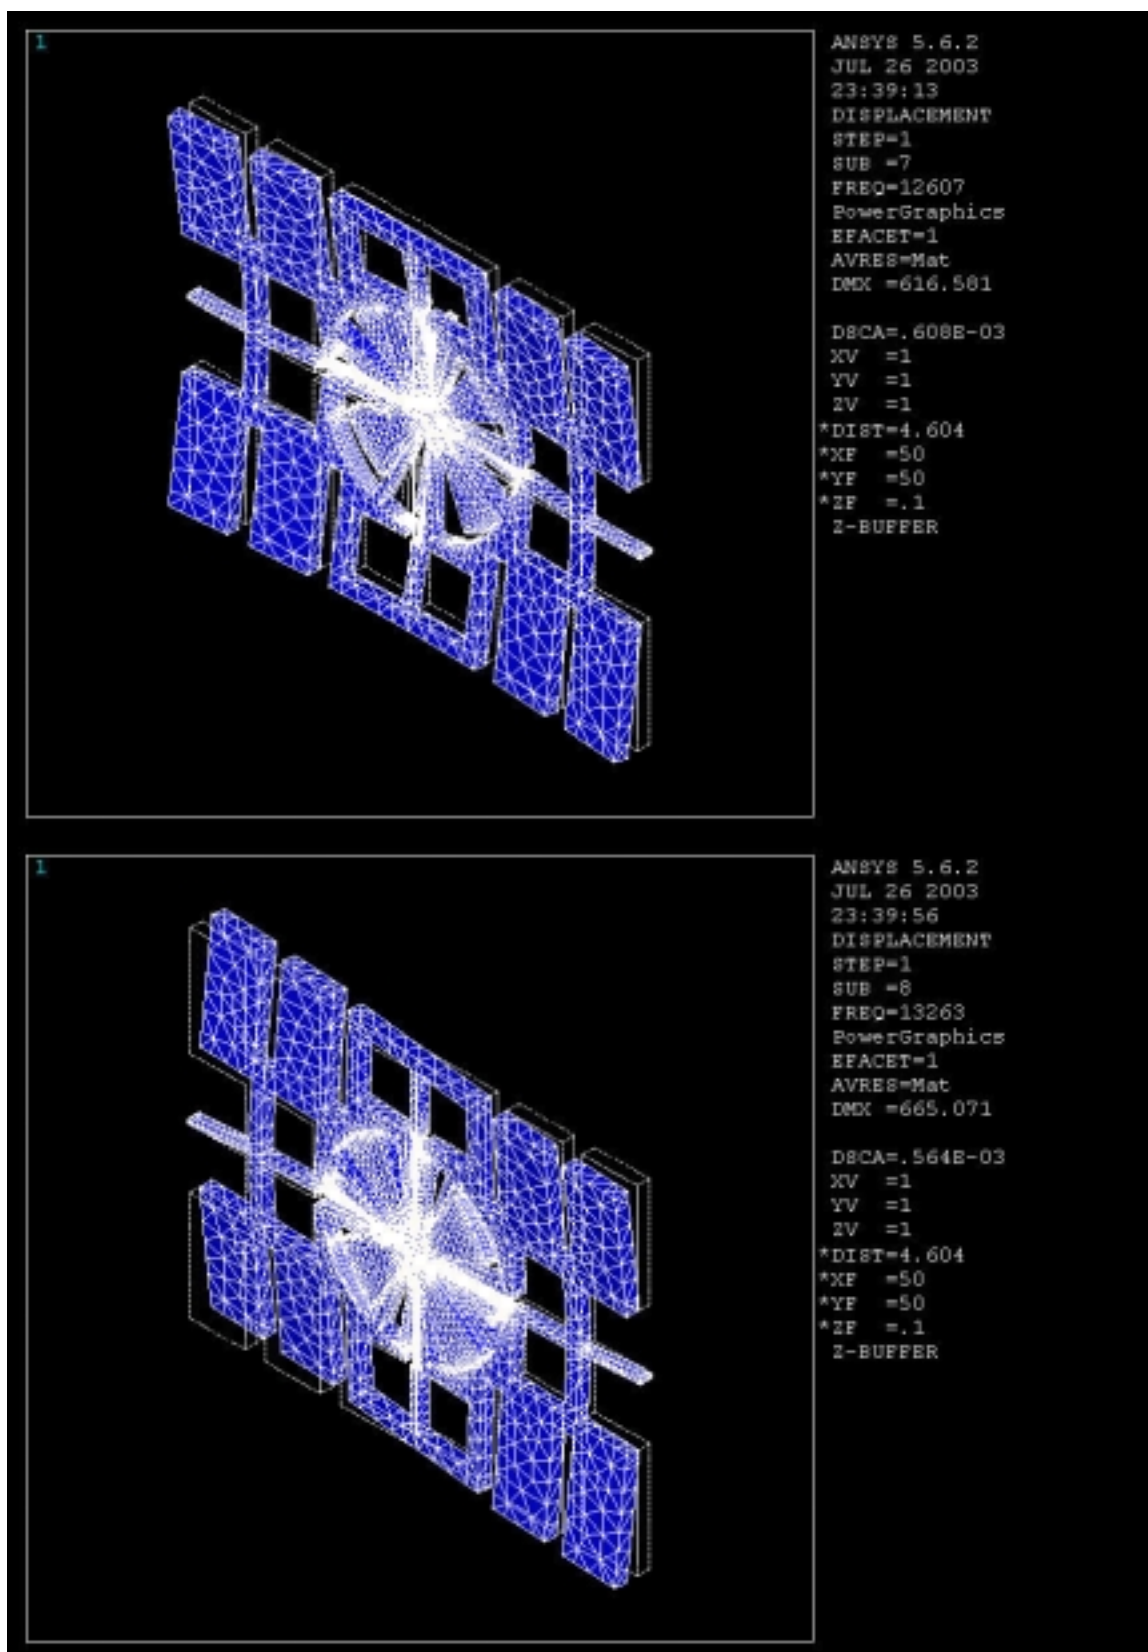 1
ANSYS 5.6.2
JUL 26 2003
23:39:13
DISPLACEMENT
STEP=1
SUB =7
FREQ=12607
PowerGraphics
EFACET=1
AVRES=Mat
DMX =616.581
DSCA=.608E-03
XV =1
YV =1
ZV =1
*DIST=4.604
*XF =50
*YF =50
*ZF =.1
Z-BUFFER
1
ANSYS 5.6.2
JUL 26 2003
23:39:56
DISPLACEMENT
STEP=1
SUB =8
FREQ=13263
PowerGraphics
EFACET=1
AVRES=Mat
DMX =665.071
DSCA=.564E-03
XV =1
YV =1
ZV =1
*DIST=4.604
*XF =50
*YF =50
*ZF =.1
Z-BUFFER